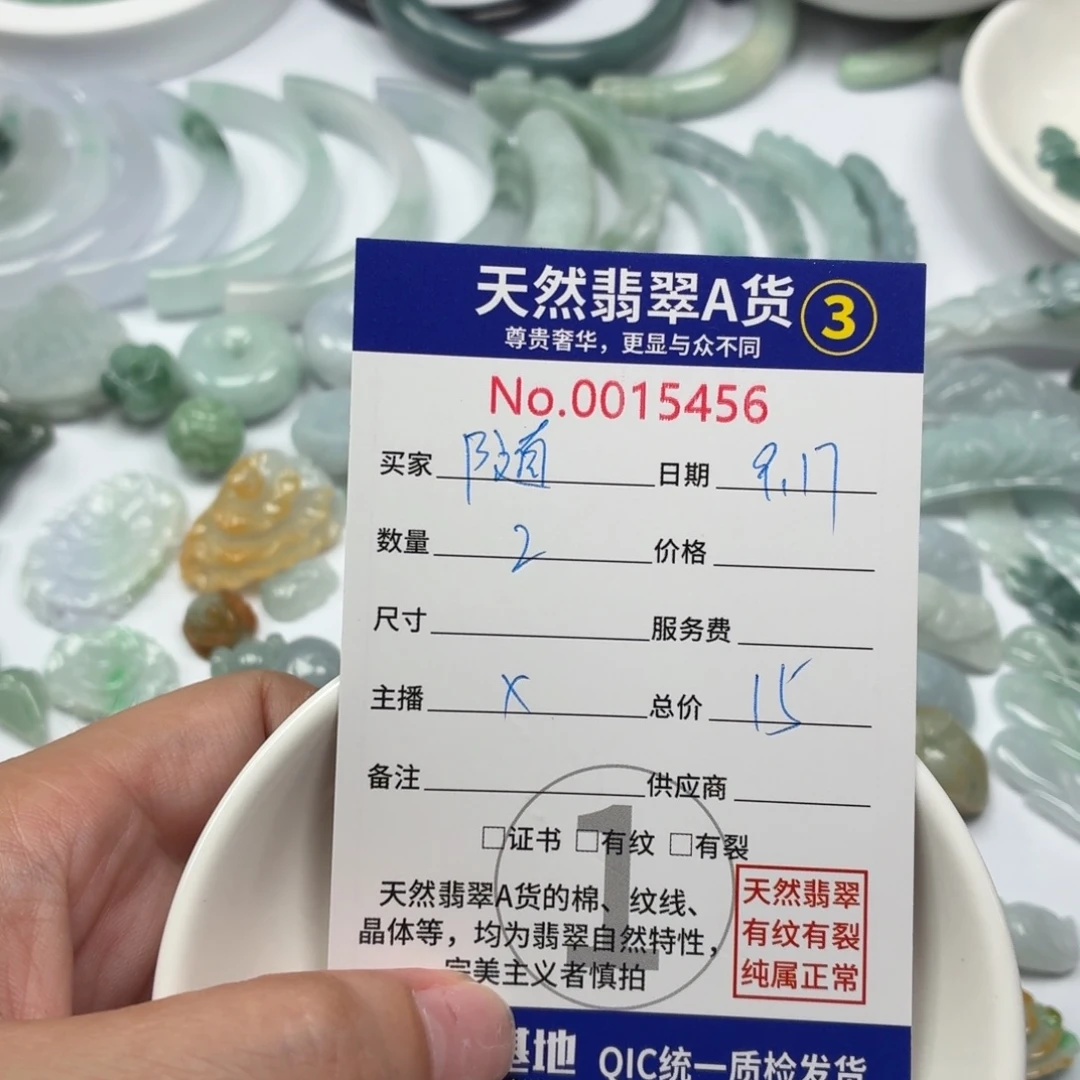 天然翡翠A货 3
尊贵奢华，更显与众不同
No.0015456
买家 日期 9.17
数量 2 价格
尺寸 服务费
主播 X 总价 15
备注 供应商
1
□证书 □有纹 □有裂
天然翡翠A货的棉、纹线、
晶体等，均为翡翠自然特性，
完美主义者慎拍
天然翡翠
有纹有裂
纯属正常
基地 QIC统一质检发货